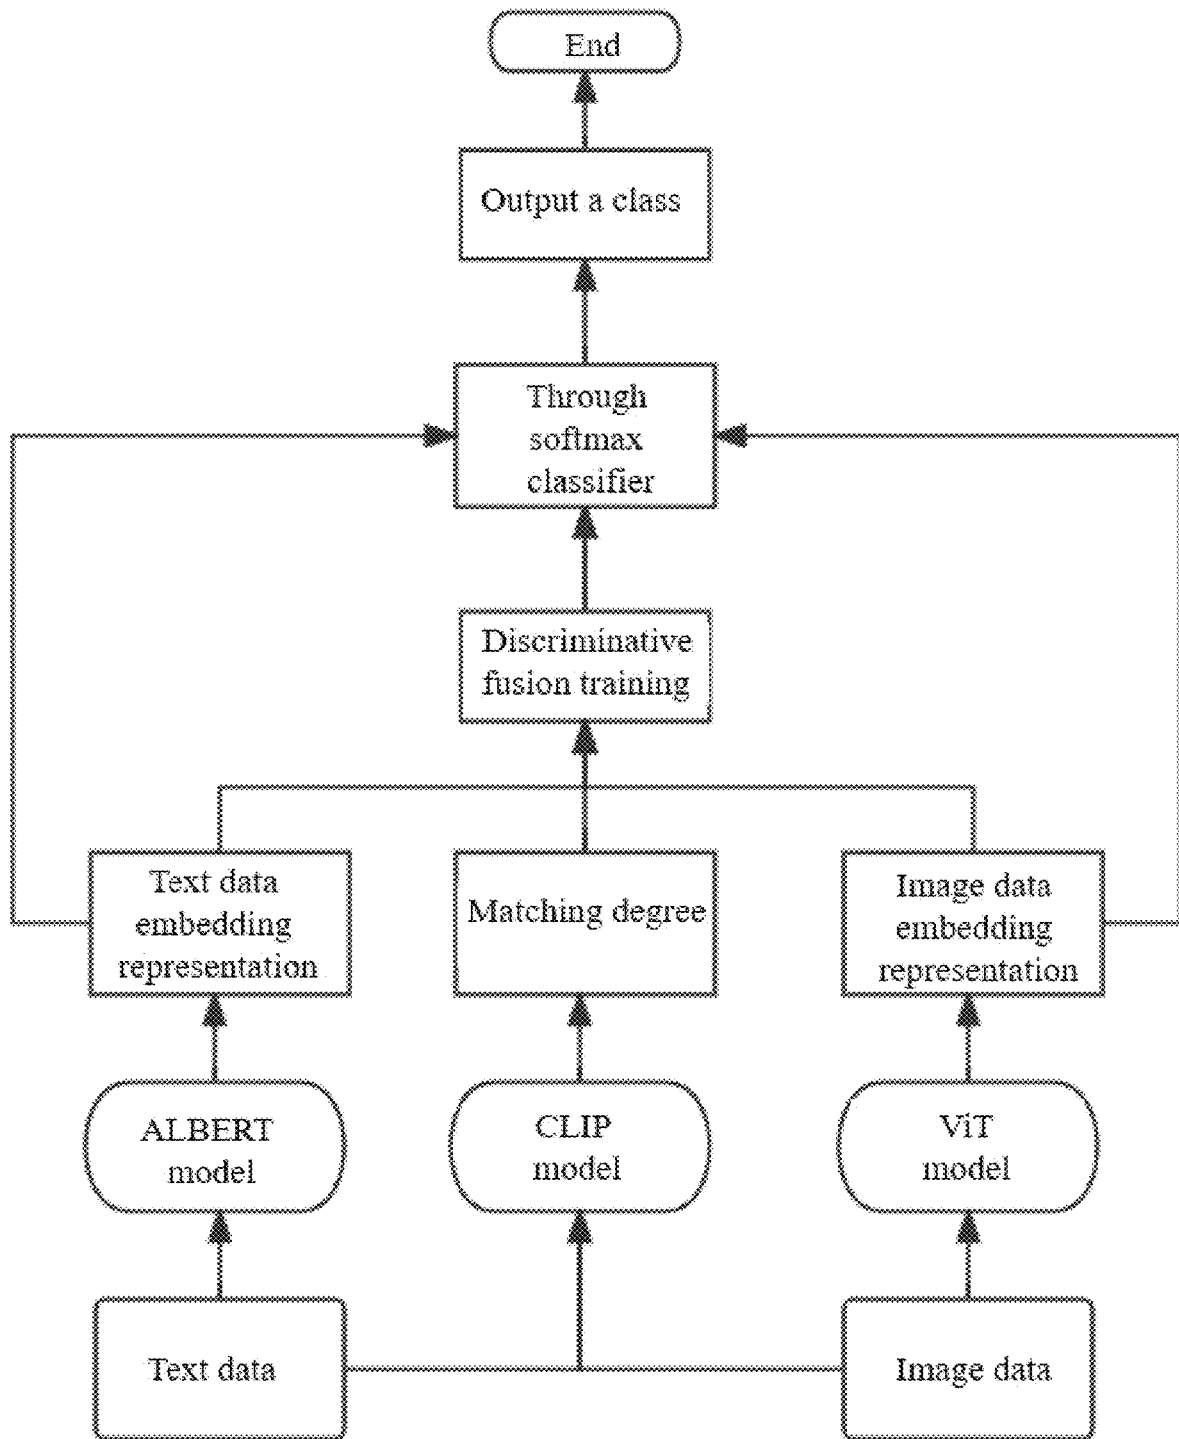 End
Output a class
Through
softmax
classifier
Discriminative
fusion training
Text data
embedding
representation
Matching degree
Image data
embedding
representation
ALBERT
model
CLIP
model
ViT
model
Text data
Image data